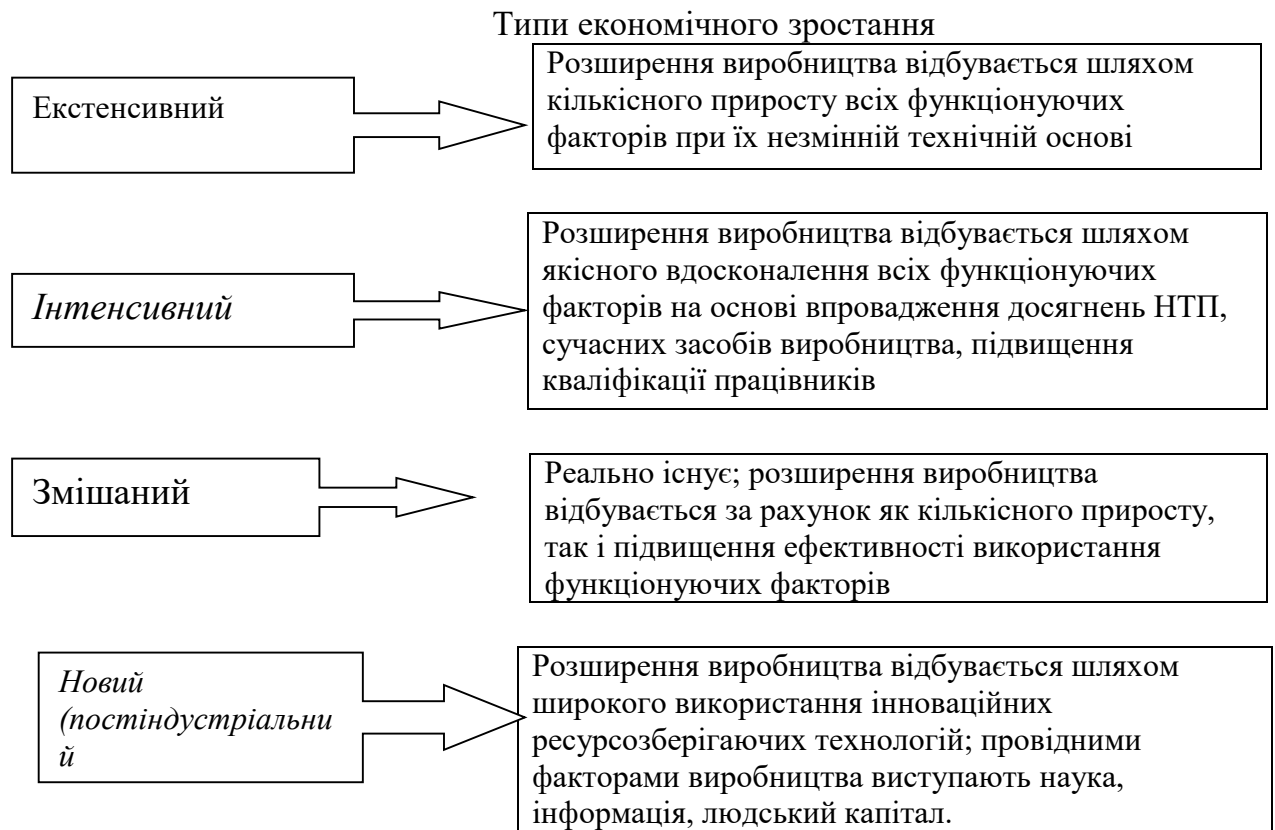 Типи економічного зростання
Екстенсивний
Розширення виробництва відбувається шляхом
кількісного приросту всіх функціонуючих
факторів при їх незмінній технічній основі
Інтенсивний
Розширення виробництва відбувається шляхом
якісного вдосконалення всіх функціонуючих
факторів на основі впровадження досягнень НТП,
сучасних засобів виробництва, підвищення
кваліфікації працівників
Змішаний
Реально існує; розширення виробництва
відбувається за рахунок як кількісного приросту,
так і підвищення ефективності використання
функціонуючих факторів
Новий
(постіндустріальни
й
Розширення виробництва відбувається шляхом
широкого використання інноваційних
ресурсозберігаючих технологій; провідними
факторами виробництва виступають наука,
інформація, людський капітал.